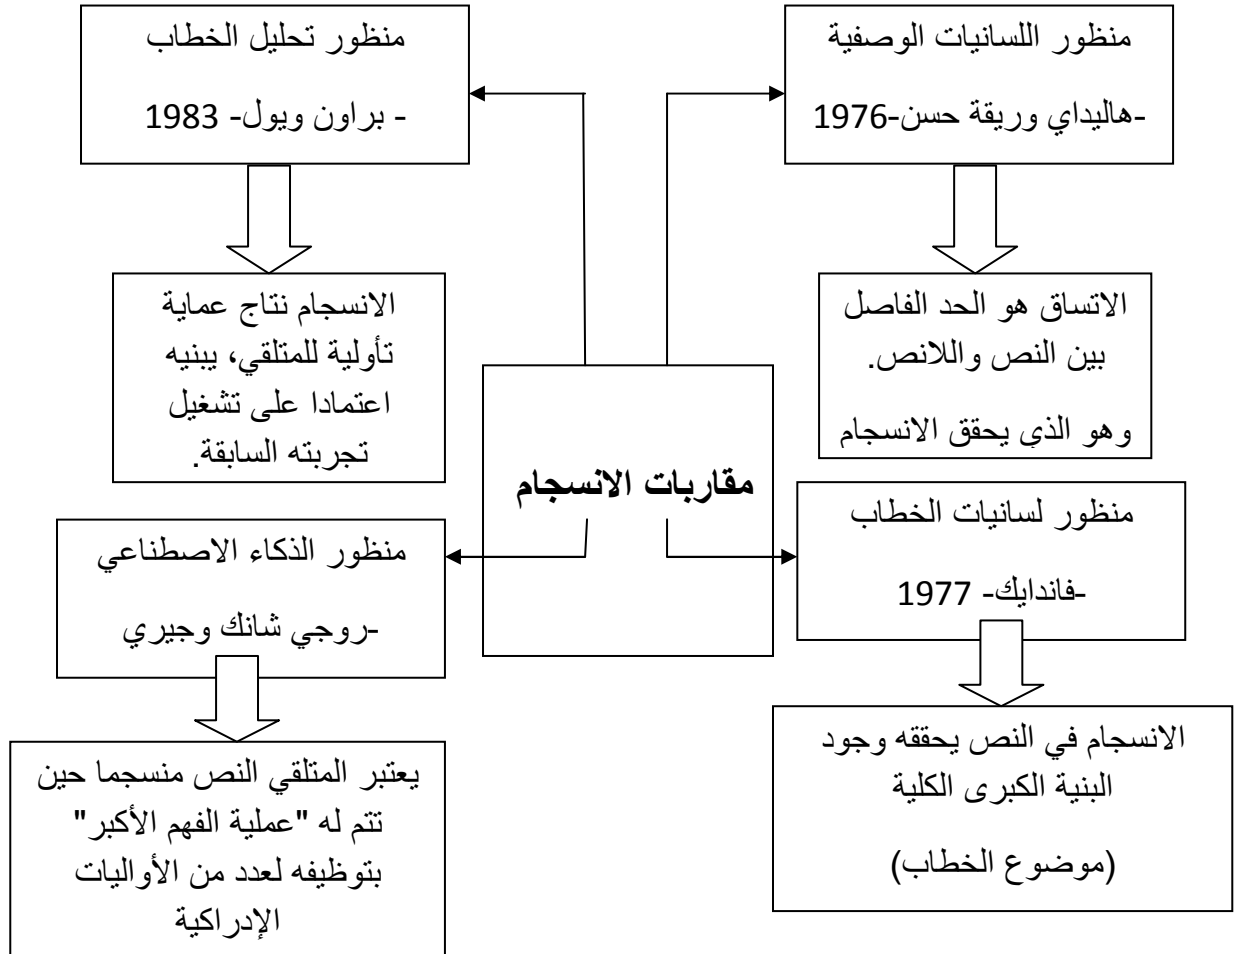 منظور اللسانيات الوصفية
-هاليداي وريقة حسن-1976
الاتساق هو الحد الفاصل
بين النص واللانص.
وهو الذي يحقق الانسجام
منظور تحليل الخطاب
- براون ويول- 1983
الانسجام نتاج عماية
تأولية للمتلقي، يبنيه
اعتمادا على تشغيل
تجربته السابقة.
مقاربات الانسجام
منظور لسانيات الخطاب
-فاندايك- 1977
الانسجام في النص يحققه وجود
البنية الكبرى الكلية
(موضوع الخطاب)
منظور الذكاء الاصطناعي
-روجي شانك وجيري
يعتبر المتلقي النص منسجما حين
تتم له "عملية الفهم الأكبر"
بتوظيفه لعدد من الأواليات
الإدراكية